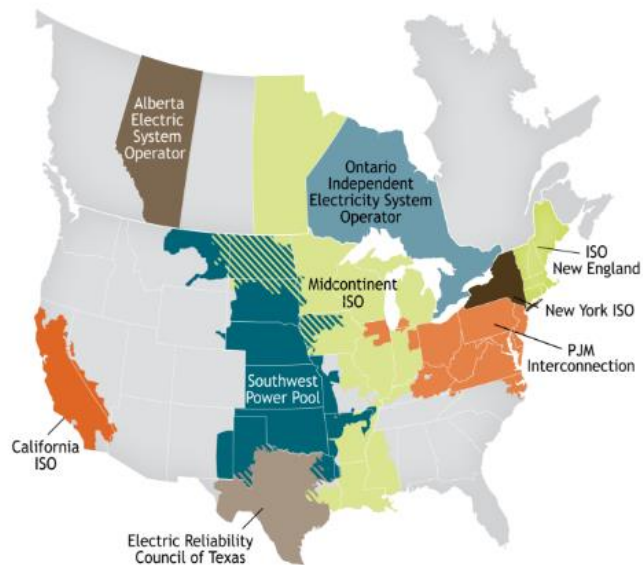 Alberta
Electric
System
Operator
Ontario
Independent
Electricity System
Operator
ISO
New England
Midcontinent
ISO
New York ISO
PJM
Interconnection
Southwest
Power Pool
California
ISO
Electric Reliability
Council of Texas